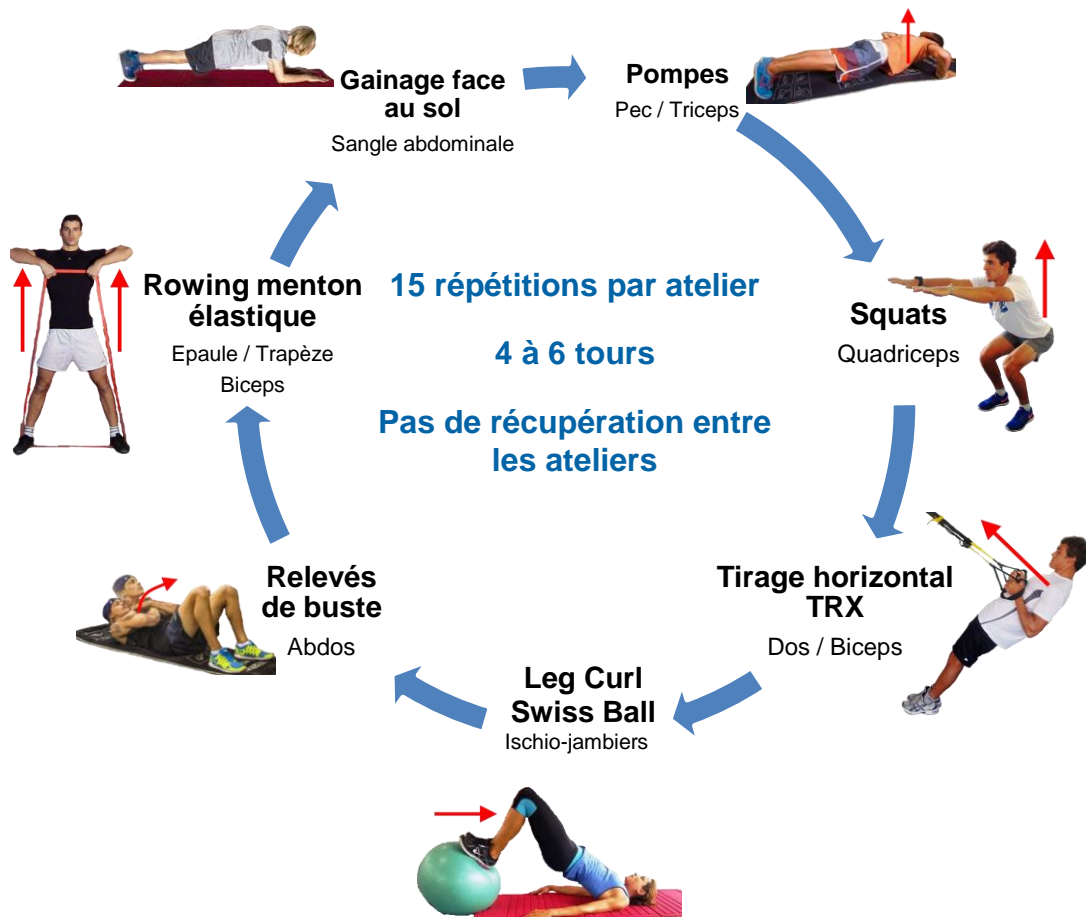 Gainage face
au sol
Sangle abdominale
Pompes
Pec / Triceps
Squats
Quadriceps
Tirage horizontal
TRX
Dos / Biceps
Leg Curl
Swiss Ball
Ischio-jambiers
Relevés
de buste
Abdos
Rowing menton
élastique
Epaule / Trapèze
Biceps
15 répétitions par atelier
4 à 6 tours
Pas de récupération entre
les ateliers